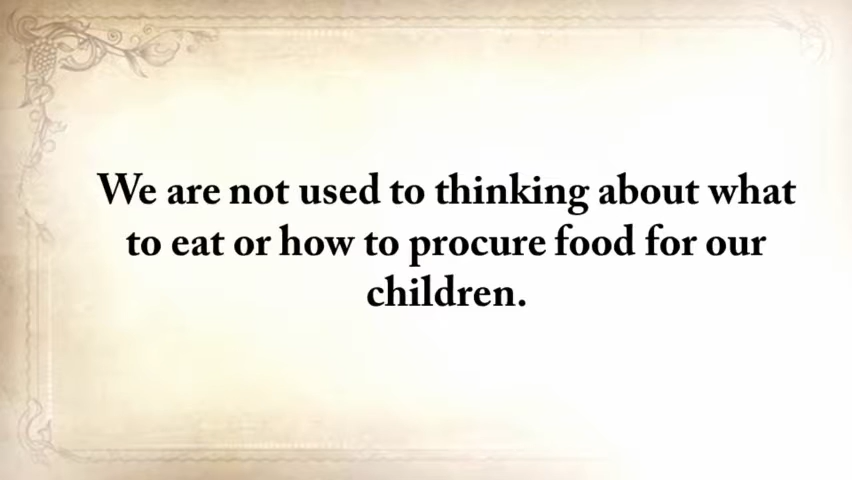 We are not used to thinking about what
to eat or how to procure food for our
children.